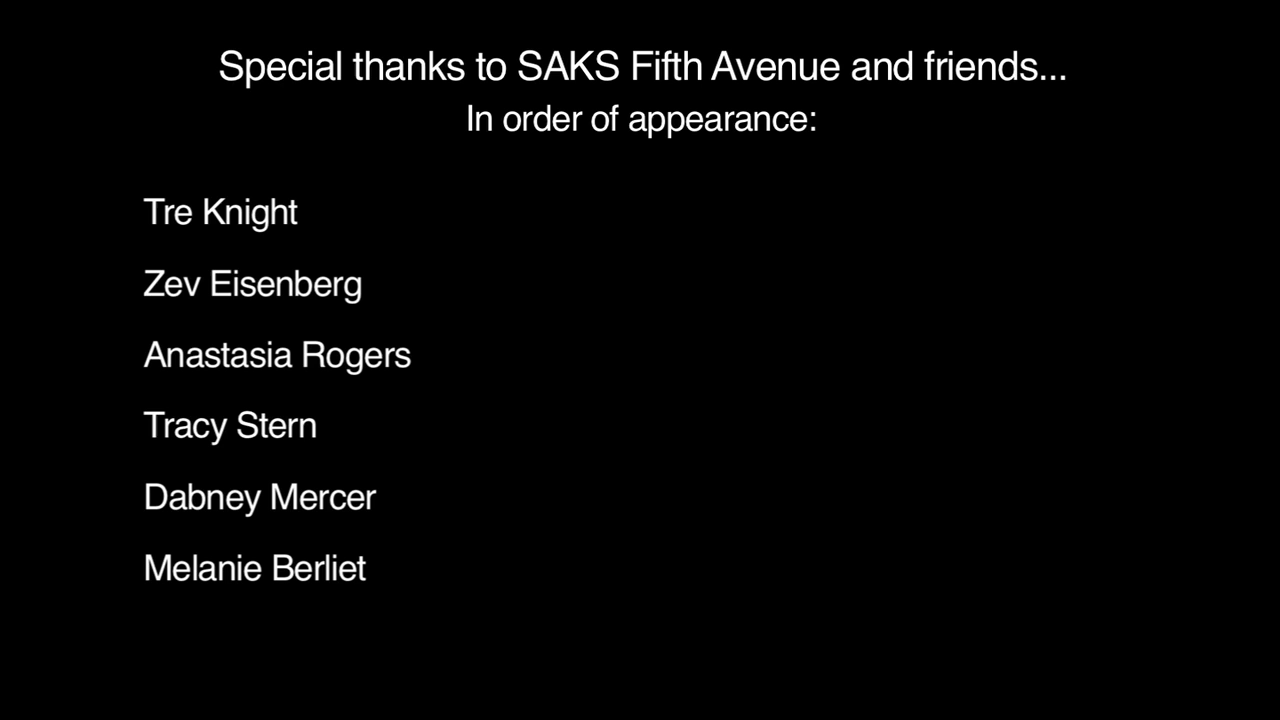 Special thanks to SAKS Fifth Avenue and friends...
In order of appearance:
Tre Knight
Zev Eisenberg
Anastasia Rogers
Tracy Stern
Dabney Mercer
Melanie Berliet